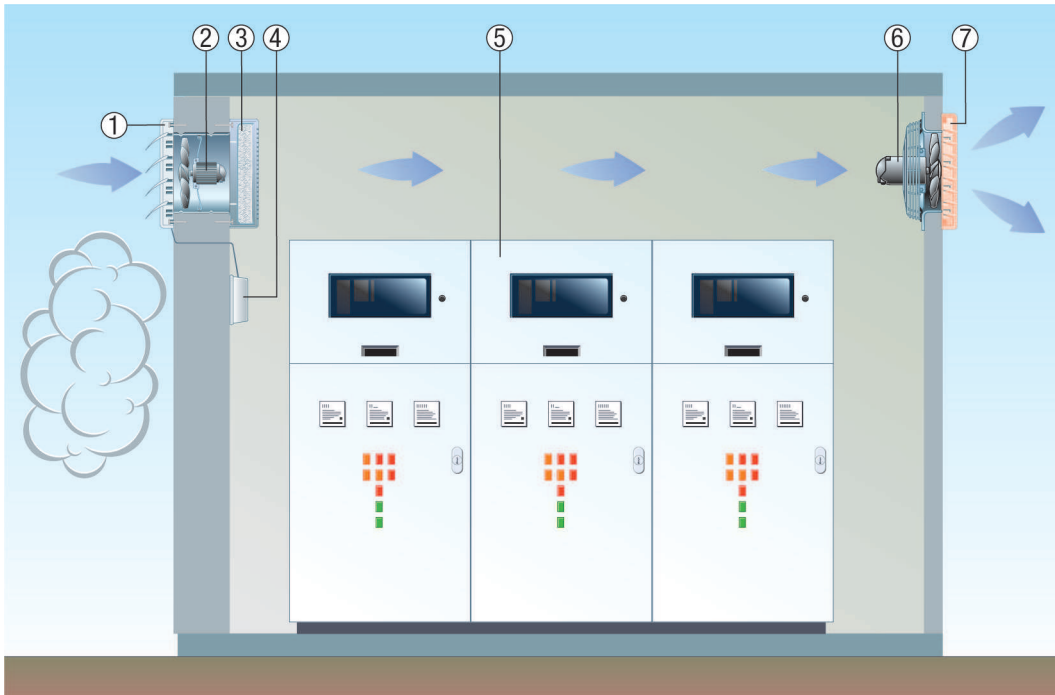 ② ③ ④ ⑤ ⑥ ⑦
①